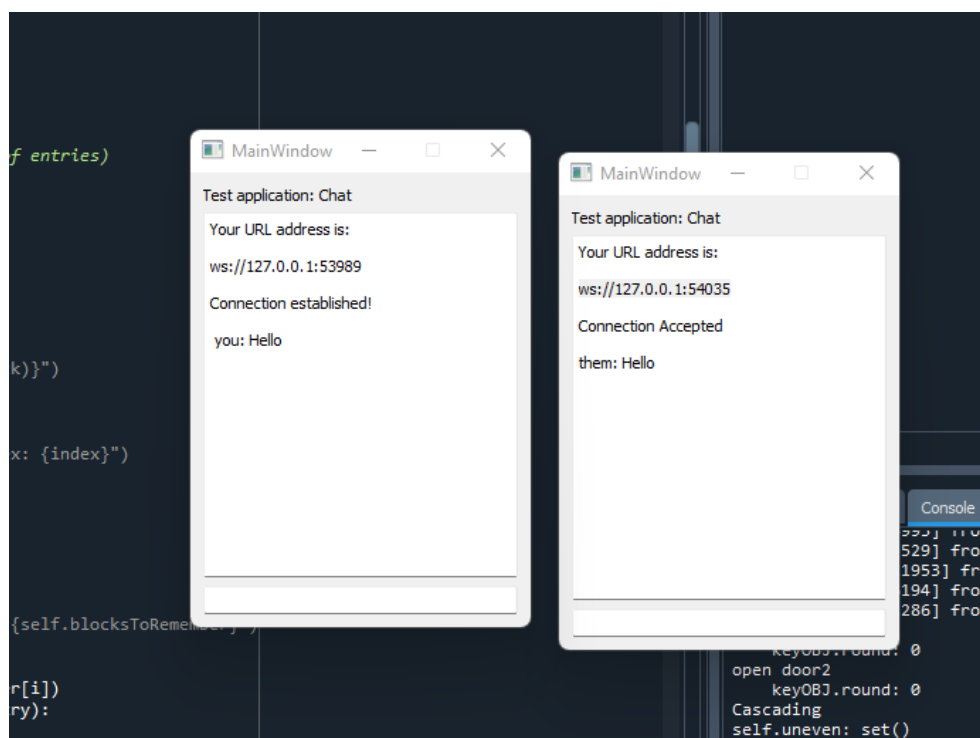 f entries)
k)}")
x: {index}")
{self.blocksToRemember}")
r[i])
ry):
MainWindow
Test application: Chat
Your URL address is:
ws://127.0.0.1:53989
Connection established!
you: Hello
MainWindow
Test application: Chat
Your URL address is:
ws://127.0.0.1:54035
Connection Accepted
them: Hello
Console
529] fro
1953] fr
194] fro
286] fro
keyOBJ.round: 0
open door2
keyOBJ.round: 0
Cascading
self.uneven: set()